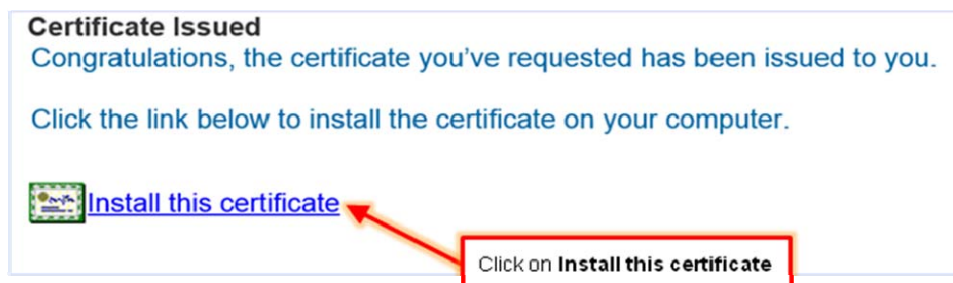 Certificate Issued
Congratulations, the certificate you've requested has been issued to you.
Click the link below to install the certificate on your computer.
Install this certificate
Click on Install this certificate